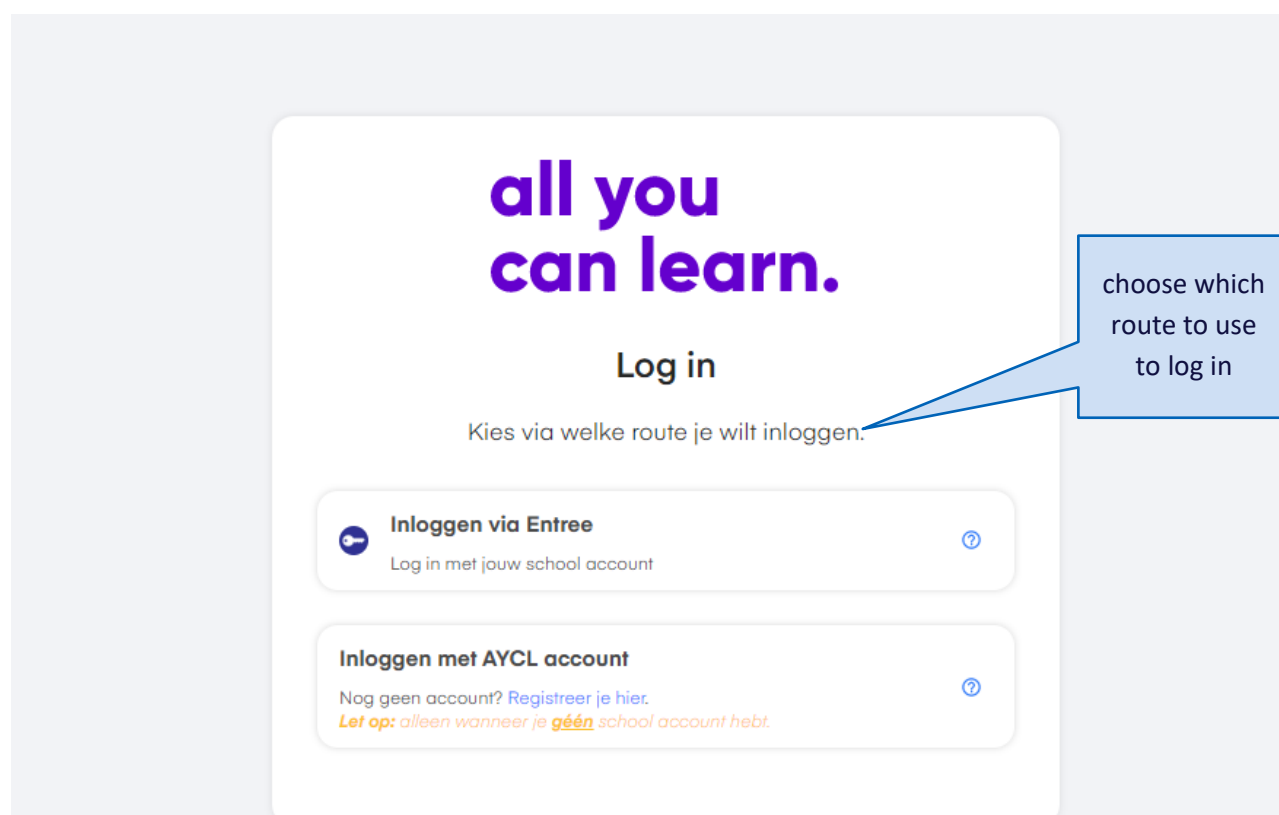 all you
can learn.
Log in
Kies via welke route je wilt inloggen.
choose which
route to use
to log in
Inloggen via Entree
Log in met jouw school account
Inloggen met AYCL account
Nog geen account? Registreer je hier.
Let op: alleen wanneer je géén school account hebt.